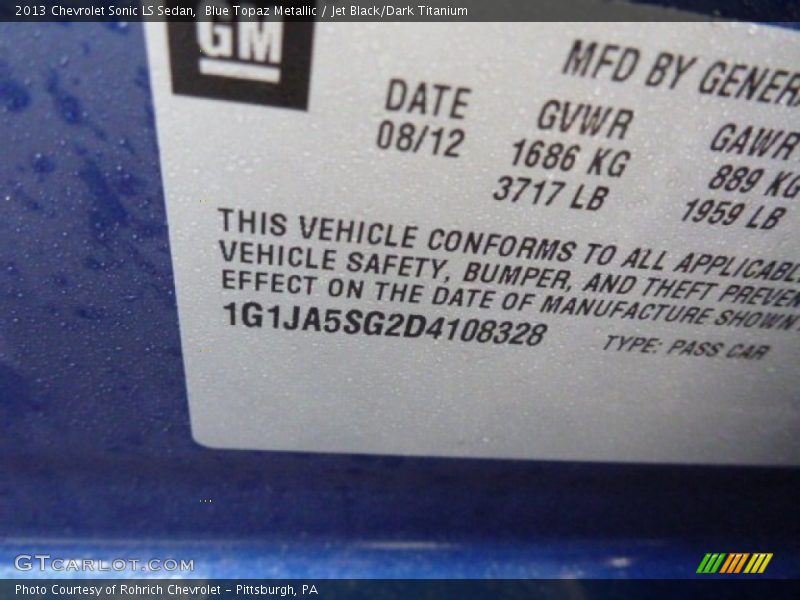 2013 Chevrolet Sonic LS Sedan, Blue Topaz Metallic / Jet Black/Dark Titanium
GM
MFD BY
DATE GVWR GAWR
08/12 1686 KG 889 KG
3717 LB 1959 LB
THIS VEHICLE CONFORMS TO ALL
VEHICLE SAFETY, BUMPER, AND THEFT
EFFECT ON THE DATE OF MANUFACTURE SHOWN
1G1JA5SG2D4108328 TYPE: PASS CAR
GTCARLOT.COM
Photo Courtesy of Rohrich Chevrolet - Pittsburgh, PA